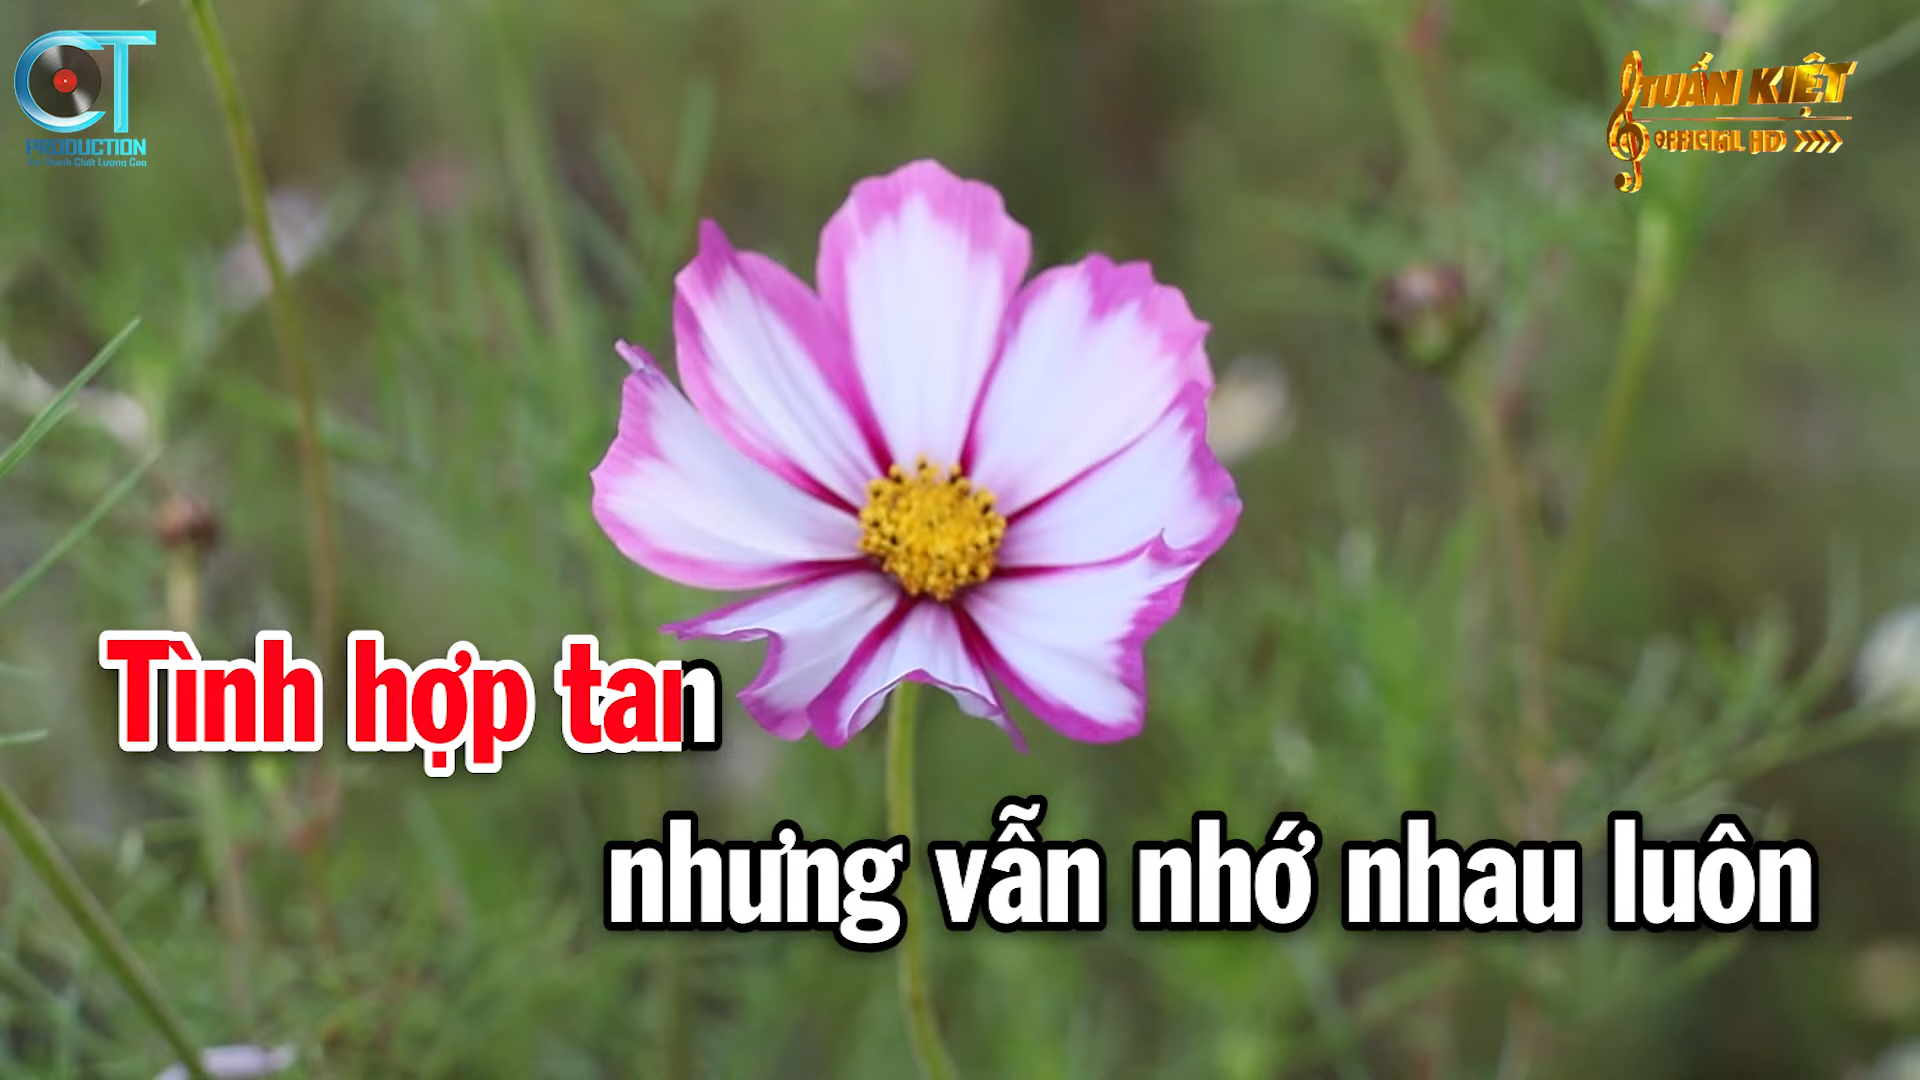 CT
PRODUCTION
TUẤN KIỆT
OFFICIAL HD
Tình hợp tan
nhưng vẫn nhớ nhau luôn